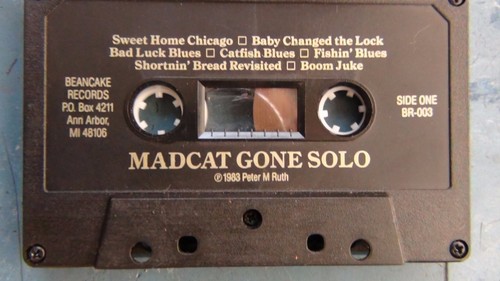 Sweet Home Chicago □ Baby Changed the Lock
Bad Luck Blues □ Catfish Blues □ Fishin' Blues
Shortnin' Bread Revisited □ Boom Juke
BEANCAKE
RECORDS
P.O. Box 4211
Ann Arbor,
MI 48106
SIDE ONE
BR-003
MADCAT GONE SOLO
℗ 1983 Peter M Ruth